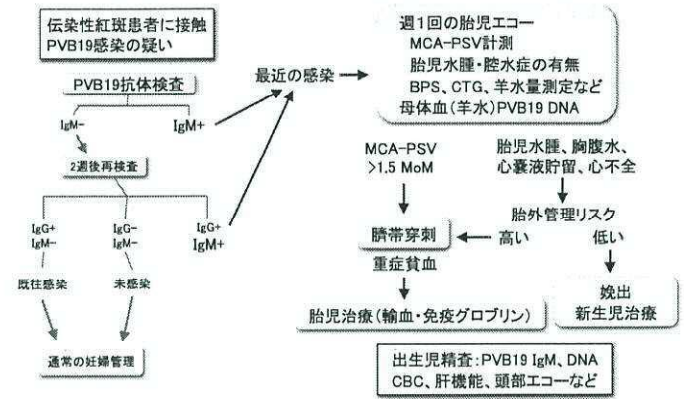 伝染性紅斑患者に接触
PVB19感染の疑い
PVB19抗体検査
IgM−
IgM+
2週後再検査
IgG+
IgM−
IgG−
IgM−
IgG+
IgM+
既往感染
未感染
通常の妊婦管理
最近の感染
週1回の胎児エコー
MCA-PSV計測
胎児水腫・腔水症の有無
BPS、CTG、羊水量測定など
母体血(羊水)PVB19 DNA
MCA-PSV
>1.5 MoM
胎児水腫、胸腹水、
心嚢液貯留、心不全
胎外管理リスク
高い
低い
臍帯穿刺
重症貧血
胎児治療(輸血・免疫グロブリン)
娩出
新生児治療
出生児精査:PVB19 IgM、DNA
CBC、肝機能、頭部エコーなど